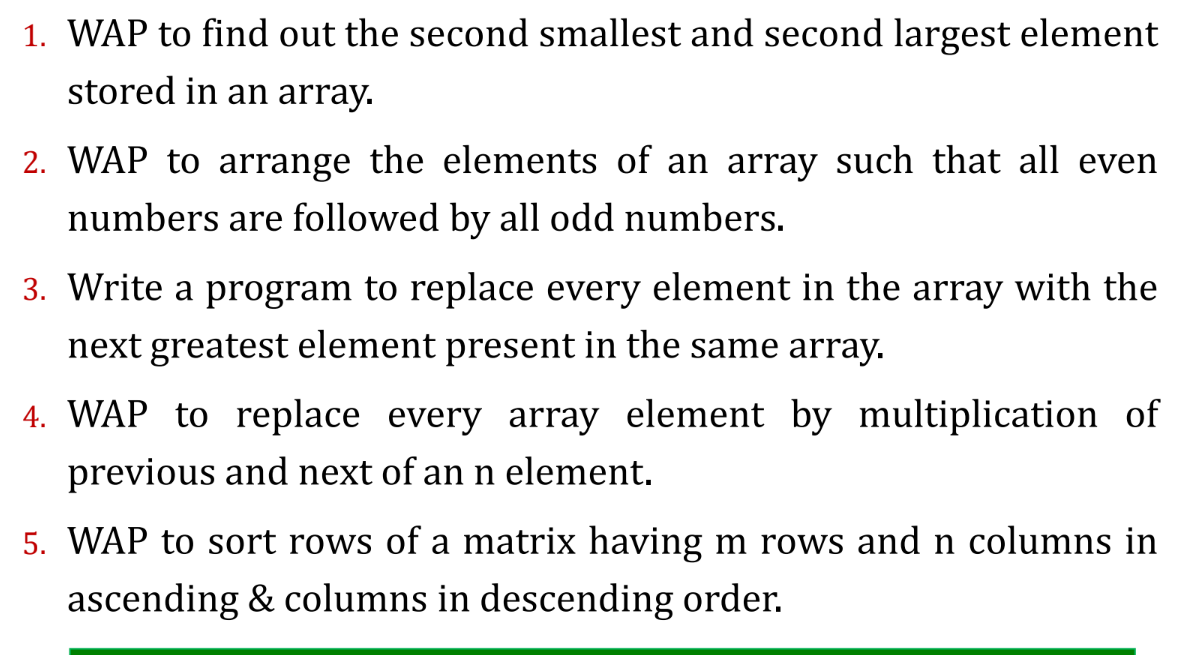 1. WAP to find out the second smallest and second largest element
stored in an array.
2. WAP to arrange the elements of an array such that all even
numbers are followed by all odd numbers.
3. Write a program to replace every element in the array with the
next greatest element present in the same array.
4. WAP to replace every array element by multiplication of
previous and next of an n element.
5. WAP to sort rows of a matrix having m rows and n columns in
ascending & columns in descending order.